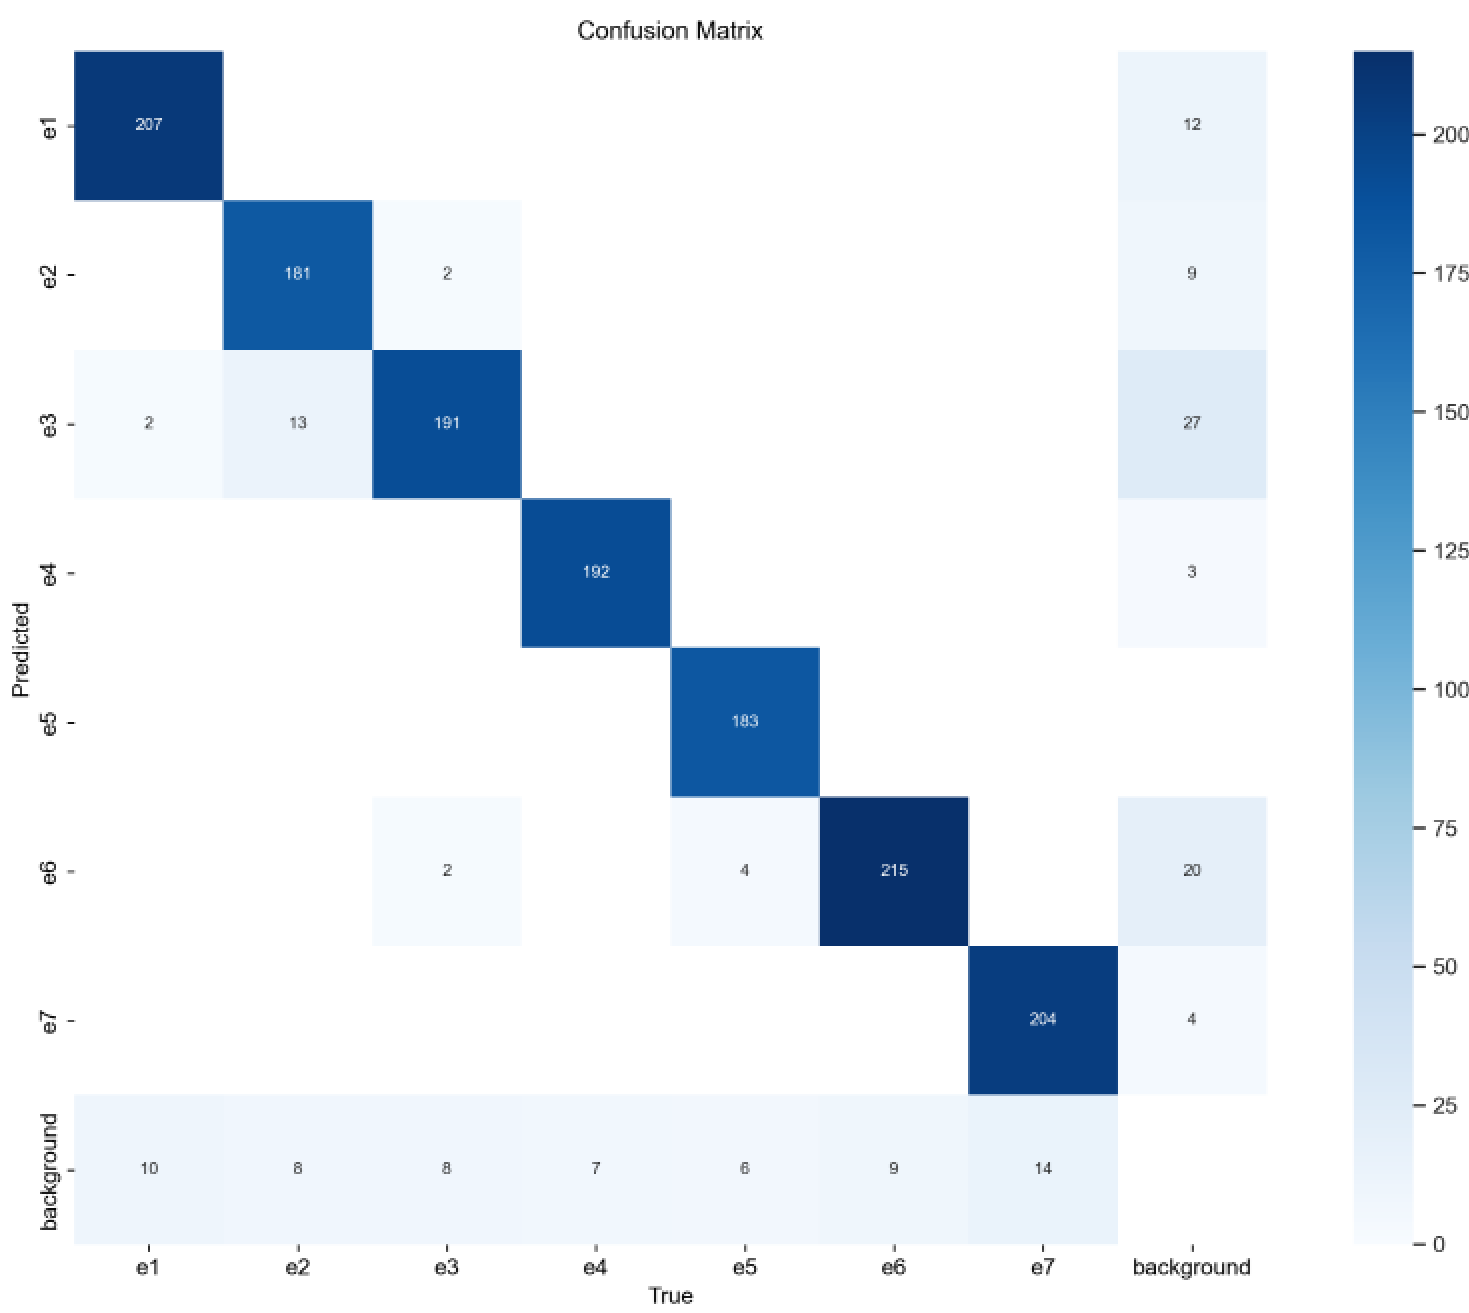 Confusion Matrix
e1 207 12
e2 181 2 9
e3 2 13 191 27
e4 192 3
e5 183
e6 2 4 215 20
e7 204 4
background 10 8 8 7 6 9 14
e1 e2 e3 e4 e5 e6 e7 background
True
Predicted
200
175
150
125
100
75
50
25
0